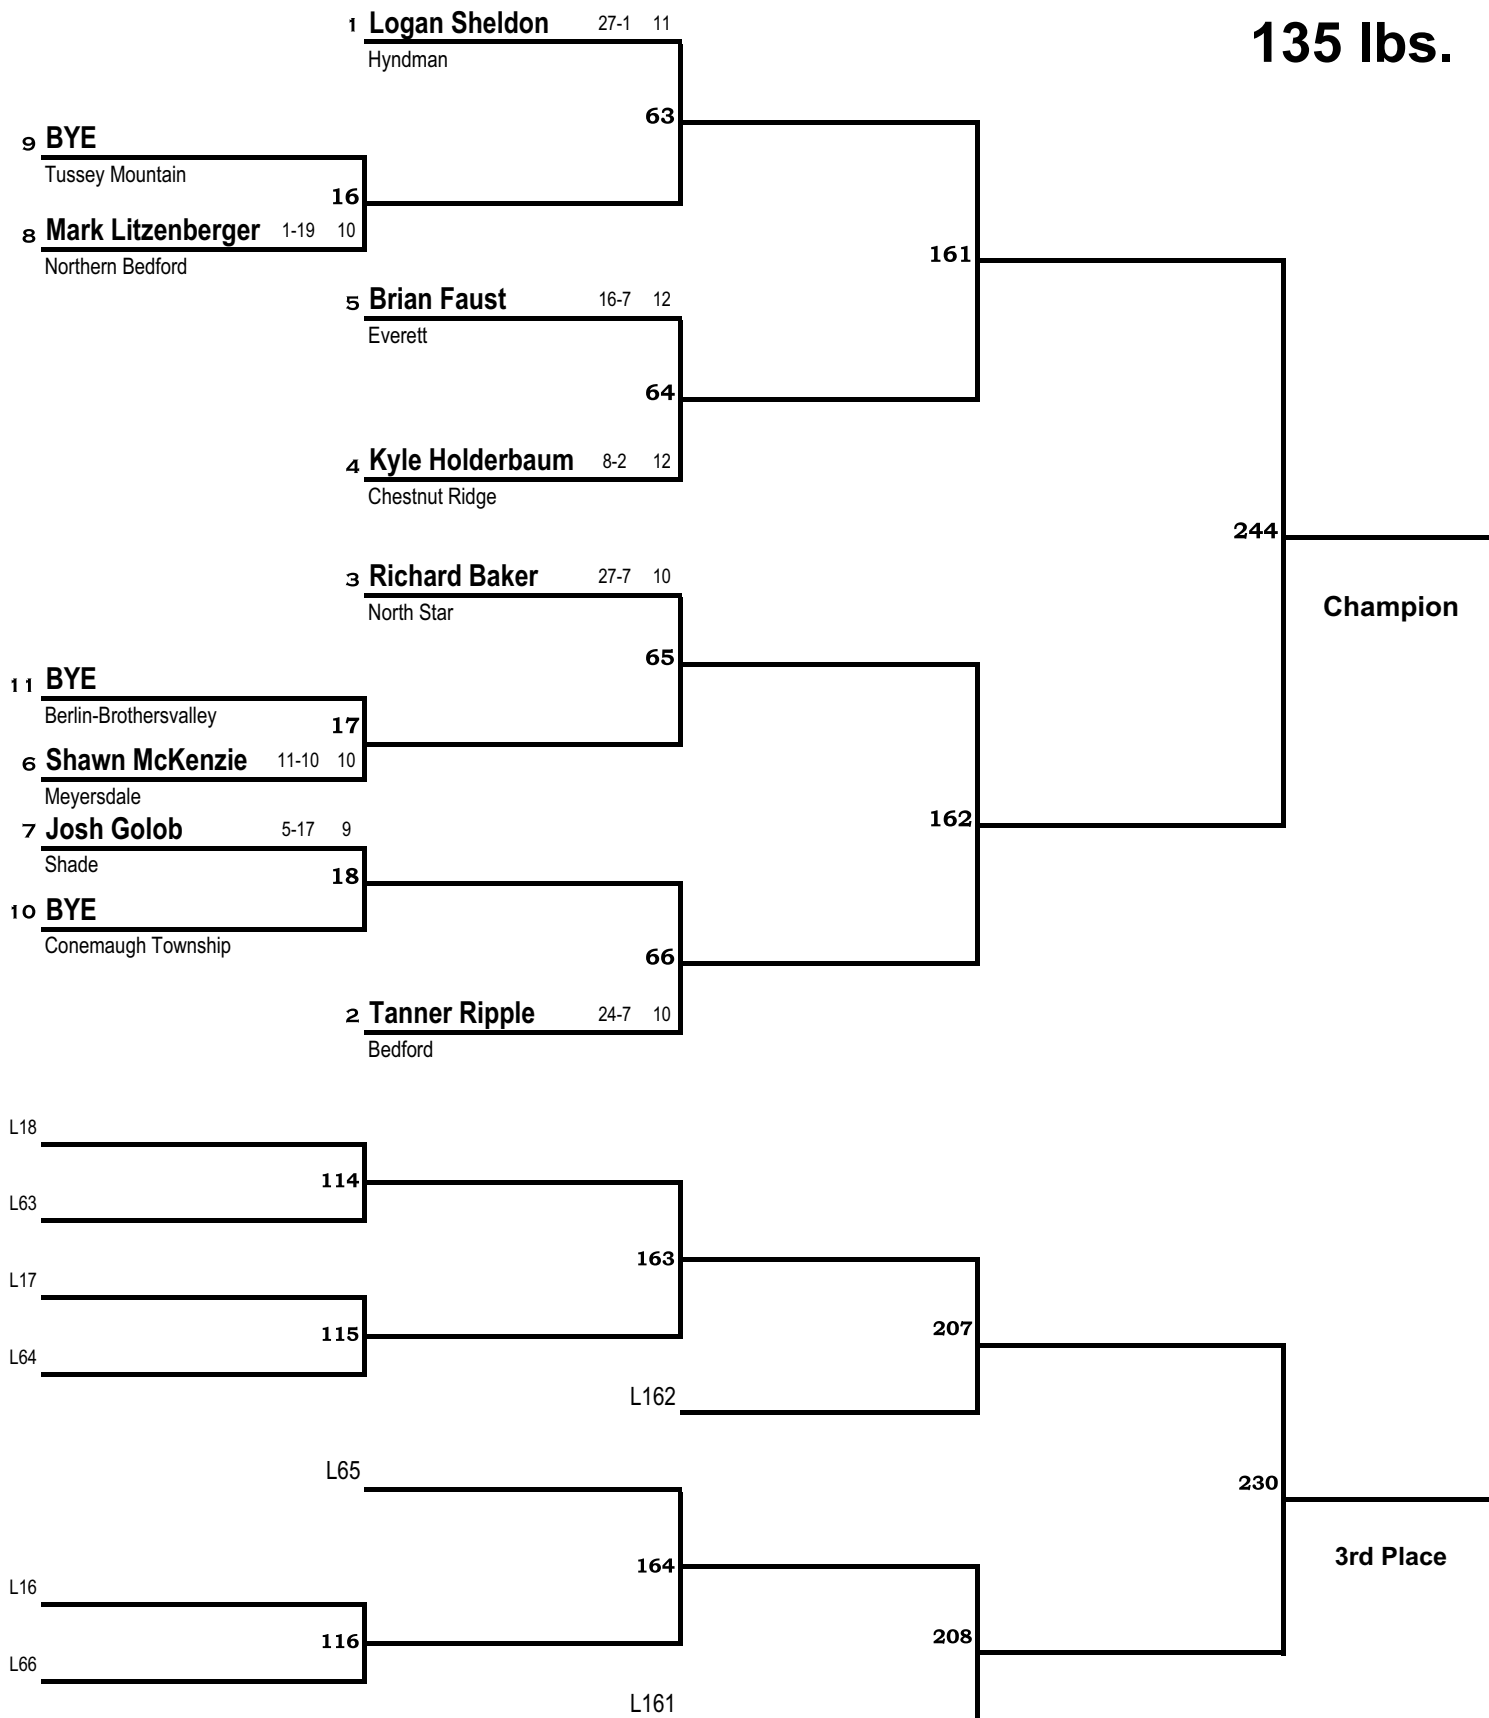 135 lbs.
1 Logan Sheldon 27-1 11
Hyndman
63
9 BYE
Tussey Mountain
16
8 Mark Litzenberger 1-19 10
Northern Bedford
161
5 Brian Faust 16-7 12
Everett
64
4 Kyle Holderbaum 8-2 12
Chestnut Ridge
244
3 Richard Baker 27-7 10
North Star
Champion
65
11 BYE
Berlin-Brothersvalley
17
6 Shawn McKenzie 11-10 10
Meyersdale
162
7 Josh Golob 5-17 9
Shade
18
10 BYE
Conemaugh Township
66
2 Tanner Ripple 24-7 10
Bedford
L18
114
L63
163
L17
115
207
L64
L162
L65
230
164
3rd Place
L16
116
208
L66
L161